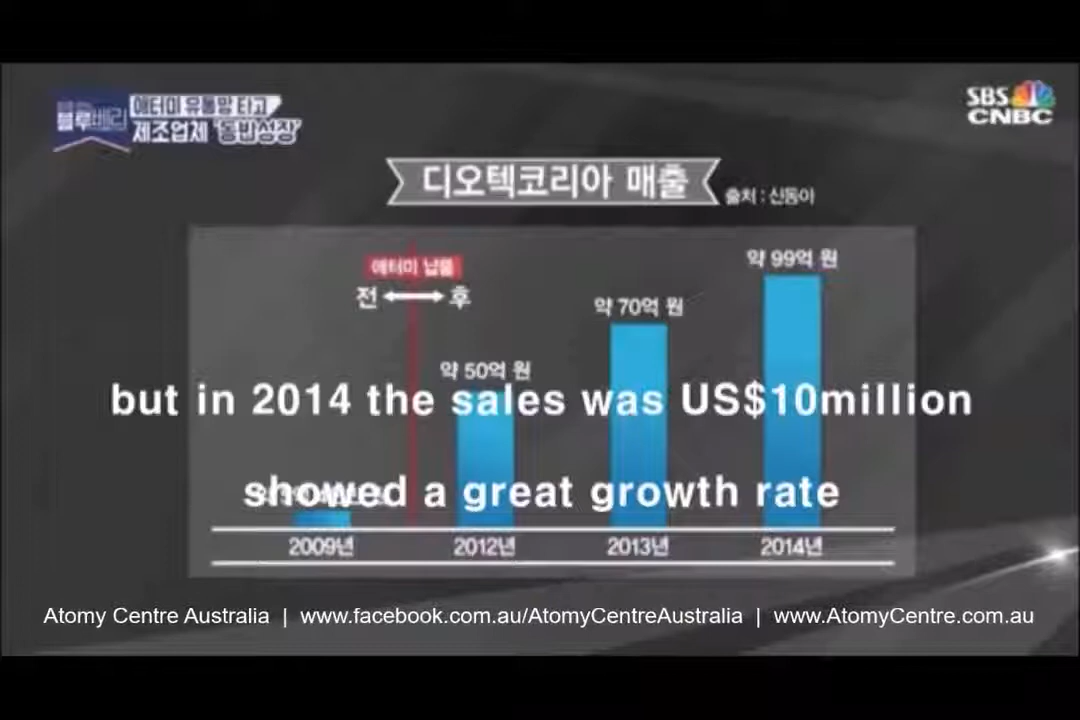 블루베리
애터미 유통망 타고
제조업체 '동반성장'
SBS
CNBC
디오텍코리아 매출
출처 : 신동아
애터미 납품
전 후
약 99억 원
약 70억 원
약 50억 원
but in 2014 the sales was US$10million
showed a great growth rate
2009년 2012년 2013년 2014년
Atomy Centre Australia | www.facebook.com.au/AtomyCentreAustralia | www.AtomyCentre.com.au